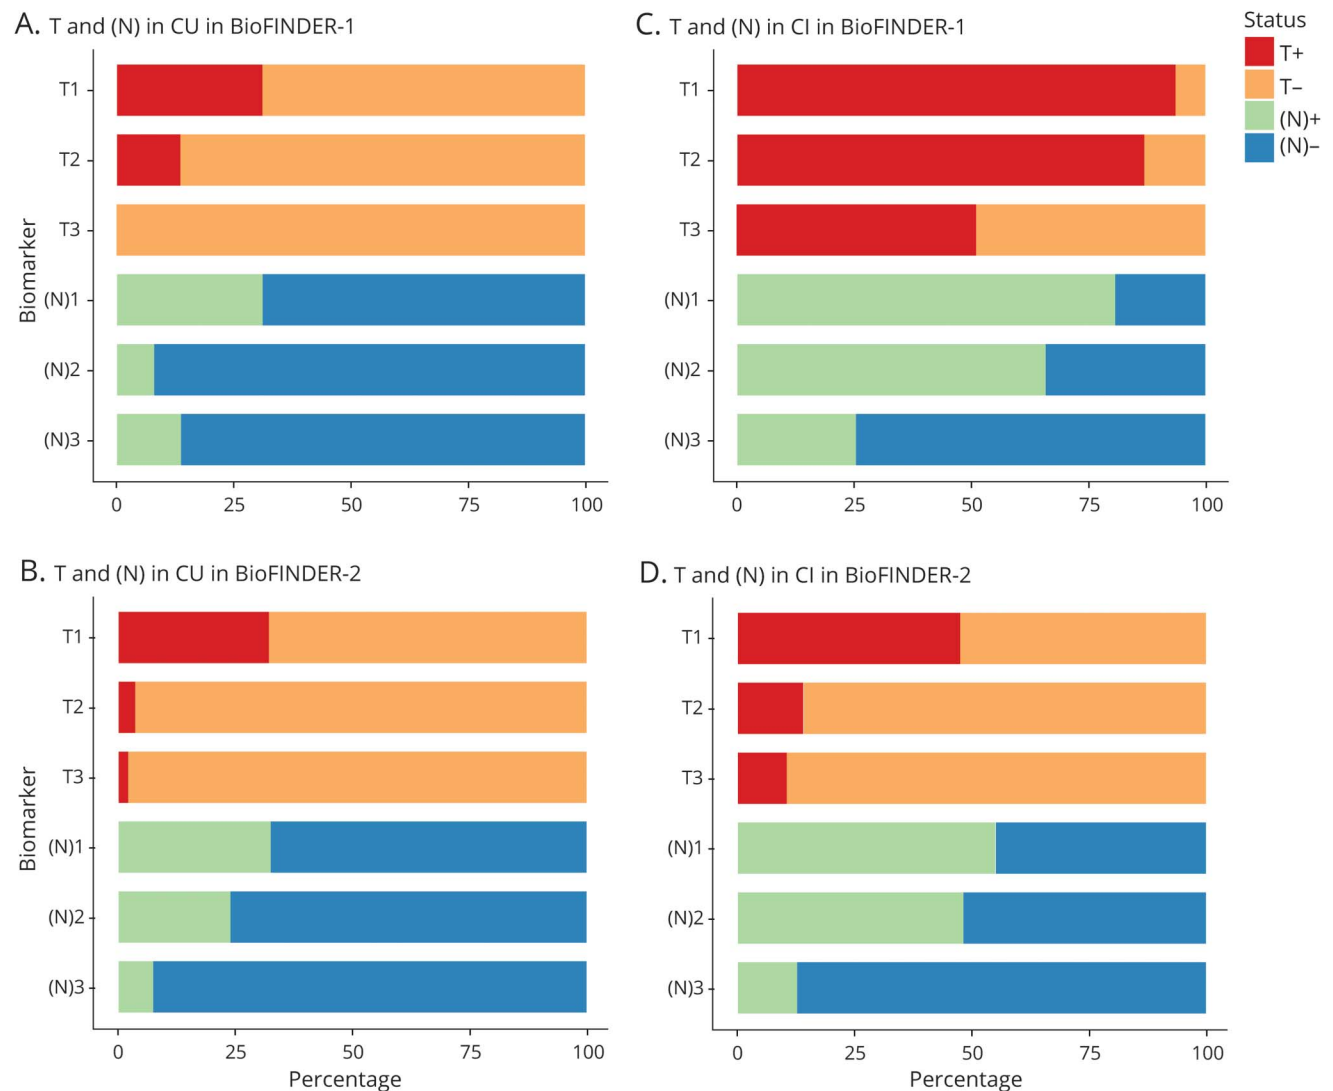 A. T and (N) in CU in BioFINDER-1
Biomarker
T1
T2
T3
(N)1
(N)2
(N)3
0 25 50 75 100
C. T and (N) in CI in BioFINDER-1
T1
T2
T3
(N)1
(N)2
(N)3
0 25 50 75 100
Status
T+
T–
(N)+
(N)–
B. T and (N) in CU in BioFINDER-2
Biomarker
T1
T2
T3
(N)1
(N)2
(N)3
0 25 50 75 100
Percentage
D. T and (N) in CI in BioFINDER-2
T1
T2
T3
(N)1
(N)2
(N)3
0 25 50 75 100
Percentage